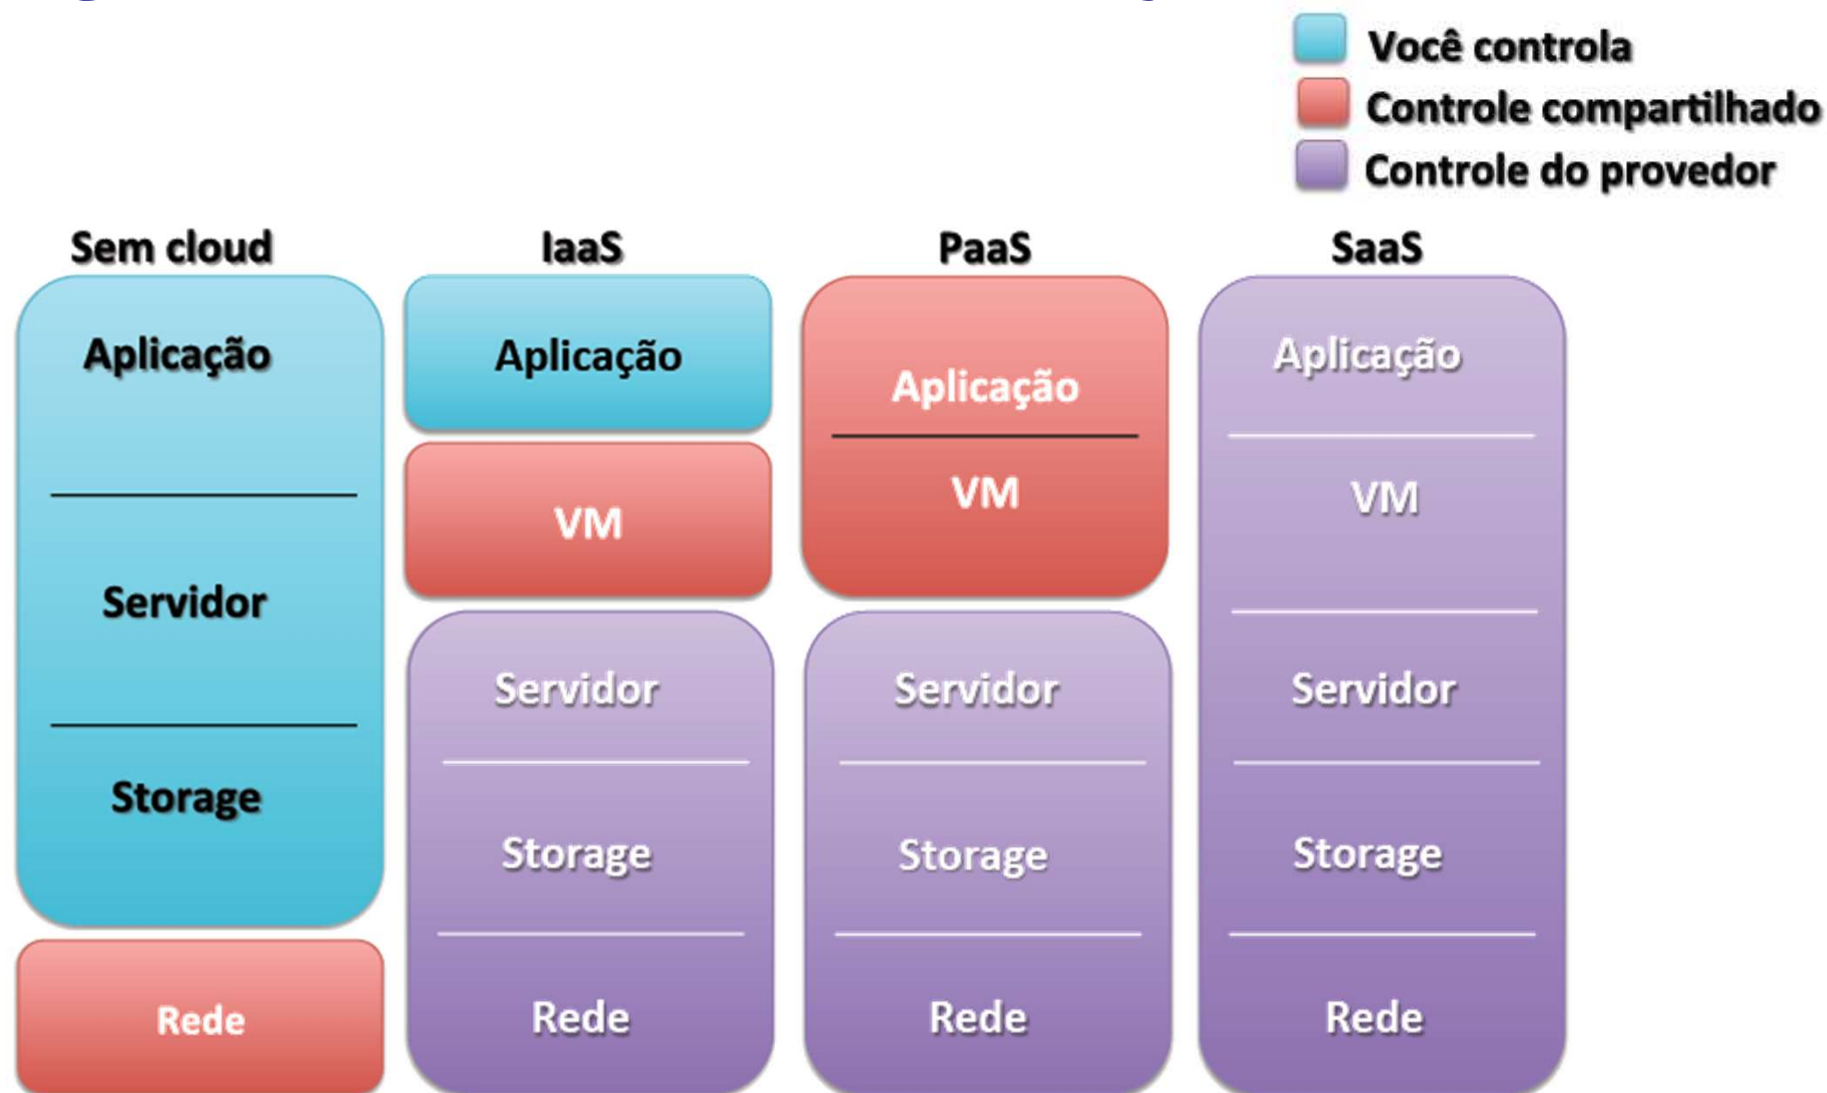 Você controla
Controle compartilhado
Controle do provedor
Sem cloud
Aplicação
Servidor
Storage
Rede
IaaS
Aplicação
VM
Servidor
Storage
Rede
PaaS
Aplicação
VM
Servidor
Storage
Rede
SaaS
Aplicação
VM
Servidor
Storage
Rede